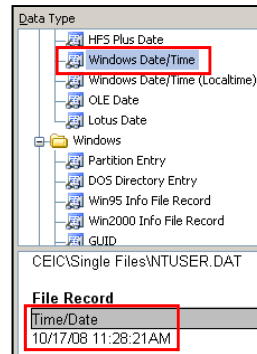 Data Type
HFS Plus Date
Windows Date/Time
Windows Date/Time (Localtime)
OLE Date
Lotus Date
Windows
Partition Entry
DOS Directory Entry
Win95 Info File Record
Win2000 Info File Record
GUID
CEIC\Single Files\NTUSER.DAT
File Record
Time/Date
10/17/08 11:28:21AM